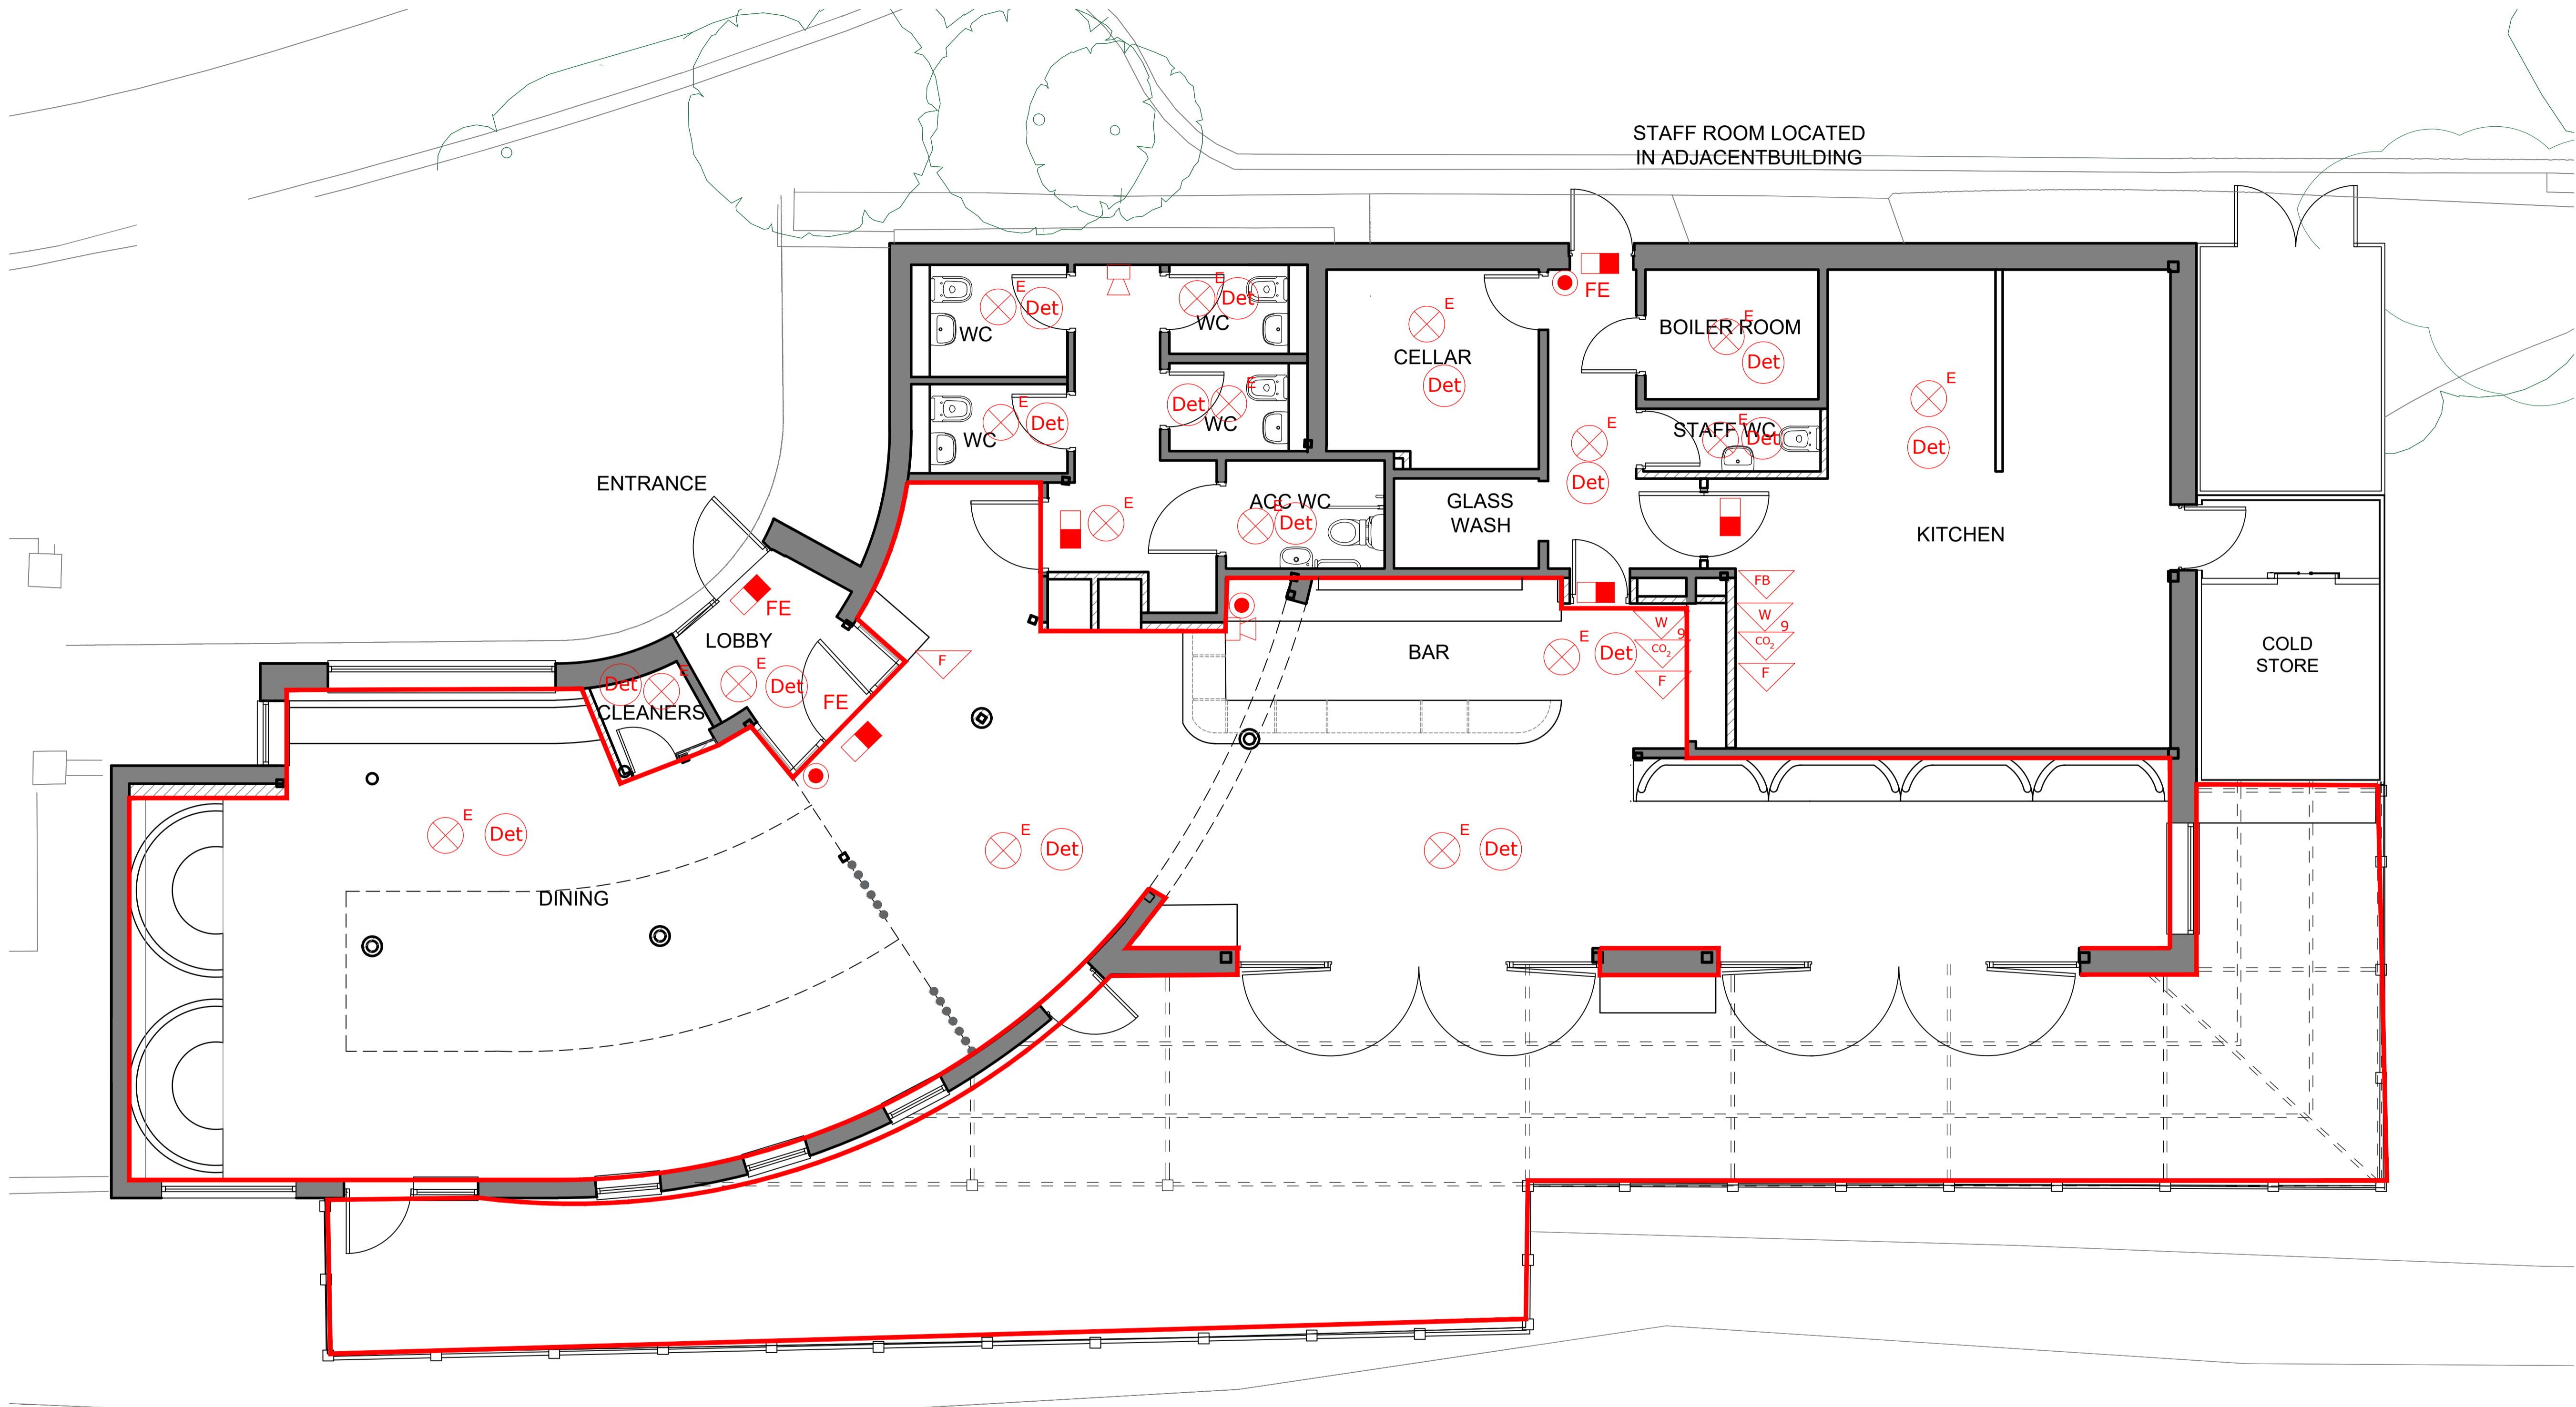 STAFF ROOM LOCATED
IN ADJACENTBUILDING
E
Det
WC
E
Det
WC
E
Det
WC
E
Det
WC
E
CELLAR
Det
FE
E
BOILER ROOM
Det
E
STAFF WC
Det
E
Det
E
Det
KITCHEN
ENTRANCE
E
E
ACC WC
Det
GLASS
WASH
FE
LOBBY
E
Det
FE
Det
E
CLEANERS
F
BAR
E
Det
W
9
CO2
F
FB
W
9
CO2
F
COLD
STORE
E
Det
DINING
E
Det
E
Det